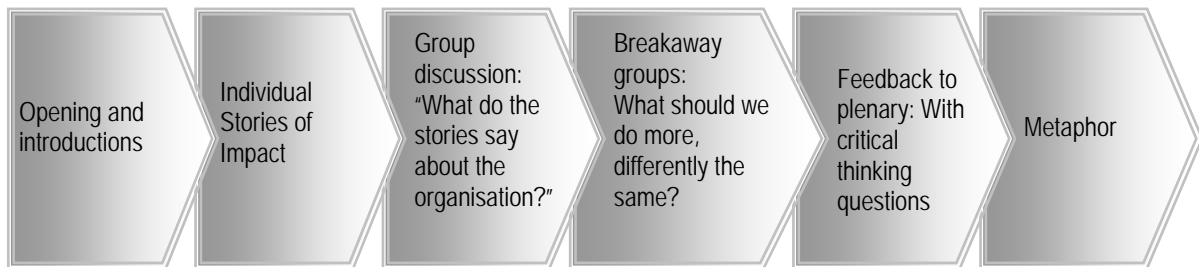 Opening and
introductions
Individual
Stories of
Impact
Group
discussion:
"What do the
stories say
about the
organisation?"
Breakaway
groups:
What should we
do more,
differently the
same?
Feedback to
plenary: With
critical
thinking
questions
Metaphor